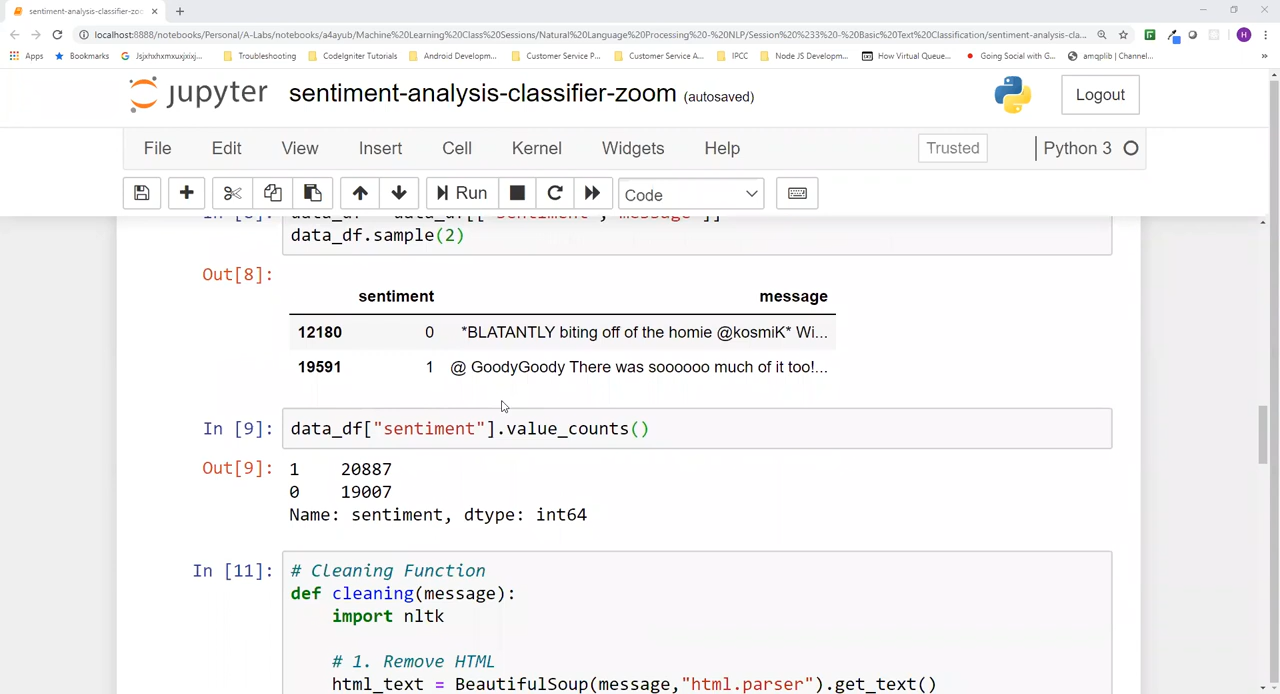 sentiment-analysis-classifier-zoo
localhost:8888/notebooks/Personal/A-Labs/notebooks/a4ayub/Machine%20Learning%20Class%20Sessions/Natural%20Language%20Processing%20-%20NLP/Session%20%233%20-%20Basic%20Text%20Classification/sentiment-analysis-cla...
Apps Bookmarks Jsjxhxmxuxjxixj... Troubleshooting CodeIgniter Tutorials Android Developm... Customer Service P... Customer Service A... IPCC Node JS Developm... How Virtual Queue... Going Social with G... amqplib | Channel... »
jupyter sentiment-analysis-classifier-zoom (autosaved) Logout
File Edit View Insert Cell Kernel Widgets Help Trusted Python 3
Run Code
data_df.sample(2)
Out[8]:
sentiment message
12180 0 *BLATANTLY biting off of the homie @kosmiK* Wi...
19591 1 @ GoodyGoody There was soooooo much of it too!...
In [9]: data_df["sentiment"].value_counts()
Out[9]: 1 20887
0 19007
Name: sentiment, dtype: int64
In [11]: # Cleaning Function
def cleaning(message):
import nltk
# 1. Remove HTML
html_text = BeautifulSoup(message,"html.parser").get_text()